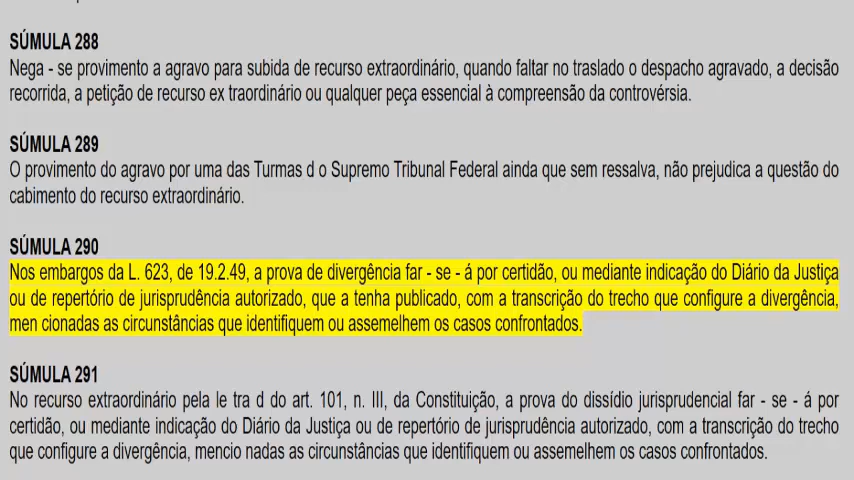 SÚMULA 288
Nega - se provimento a agravo para subida de recurso extraordinário, quando faltar no traslado o despacho agravado, a decisão
recorrida, a petição de recurso ex traordinário ou qualquer peça essencial à compreensão da controvérsia.
SÚMULA 289
O provimento do agravo por uma das Turmas d o Supremo Tribunal Federal ainda que sem ressalva, não prejudica a questão do
cabimento do recurso extraordinário.
SÚMULA 290
Nos embargos da L. 623, de 19.2.49, a prova de divergência far - se - á por certidão, ou mediante indicação do Diário da Justiça
ou de repertório de jurisprudência autorizado, que a tenha publicado, com a transcrição do trecho que configure a divergência,
men cionadas as circunstâncias que identifiquem ou assemelhem os casos confrontados.
SÚMULA 291
No recurso extraordinário pela le tra d do art. 101, n. III, da Constituição, a prova do dissídio jurisprudencial far - se - á por
certidão, ou mediante indicação do Diário da Justiça ou de repertório de jurisprudência autorizado, com a transcrição do trecho
que configure a divergência, mencio nadas as circunstâncias que identifiquem ou assemelhem os casos confrontados.